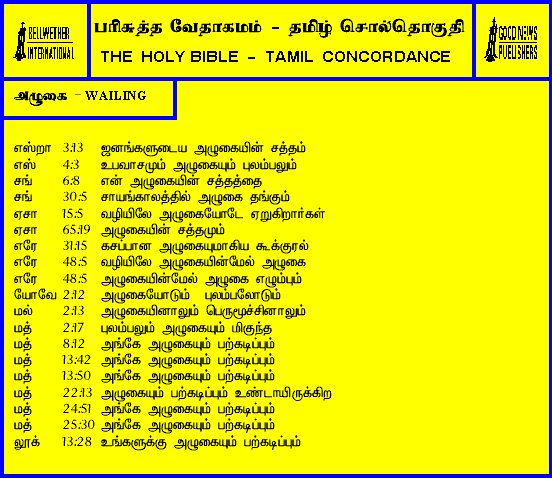 BELLWETHER
INTERNATIONAL
பரிசுத்த வேதாகமம் - தமிழ் சொல்தொகுதி
THE HOLY BIBLE - TAMIL CONCORDANCE
GOOD NEWS
PUBLISHERS
அழுகை - WAILING
எஸ்றா 3:13 ஜனங்களுடைய அழுகையின் சத்தம்
எஸ் 4:3 உபவாசமும் அழுகையும் புலம்பலும்
சங் 6:8 என் அழுகையின் சத்தத்தை
சங் 30:5 சாயங்காலத்தில் அழுகை தங்கும்
ஏசா 15:5 வழியிலே அழுகையோடே ஏறுகிறார்கள்
ஏசா 65:19 அழுகையின் சத்தமும்
எரே 31:15 கசப்பான அழுகையுமாகிய கூக்குரல்
எரே 48:5 வழியிலே அழுகையின்மேல் அழுகை
எரே 48:5 அழுகையின்மேல் அழுகை எழும்பும்
யோவே 2:12 அழுகையோடும் புலம்பலோடும்
மல் 2:13 அழுகையினாலும் பெருமூச்சினாலும்
மத் 2:17 புலம்பலும் அழுகையும் மிகுந்த
மத் 8:12 அங்கே அழுகையும் பற்கடிப்பும்
மத் 13:42 அங்கே அழுகையும் பற்கடிப்பும்
மத் 13:50 அங்கே அழுகையும் பற்கடிப்பும்
மத் 22:13 அழுகையும் பற்கடிப்பும் உண்டாயிருக்கிற
மத் 24:51 அங்கே அழுகையும் பற்கடிப்பும்
மத் 25:30 அங்கே அழுகையும் பற்கடிப்பும்
லூக் 13:28 உங்களுக்கு அழுகையும் பற்கடிப்பும்